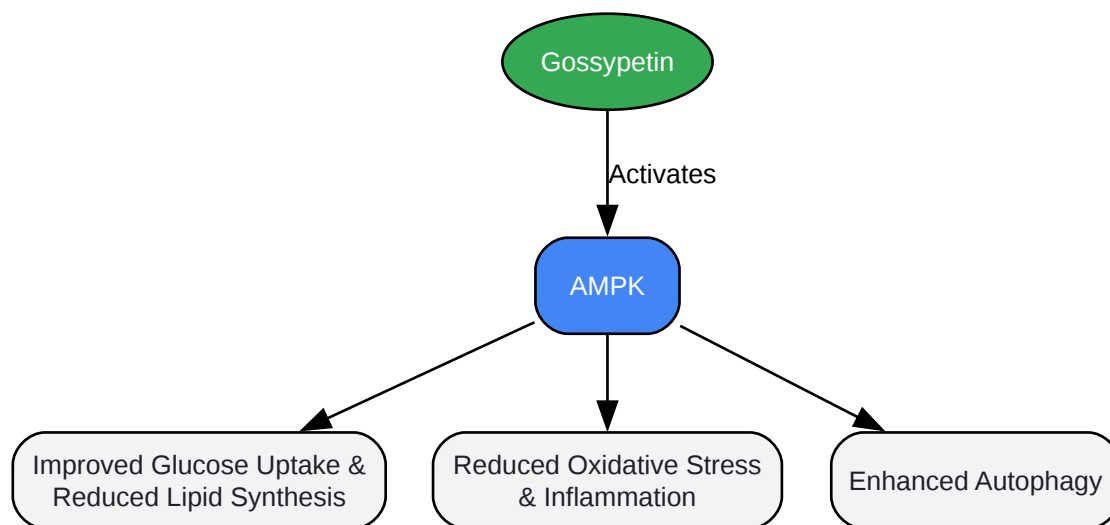 Gossypetin
Activates
AMPK
Improved Glucose Uptake &
Reduced Lipid Synthesis
Reduced Oxidative Stress
& Inflammation
Enhanced Autophagy